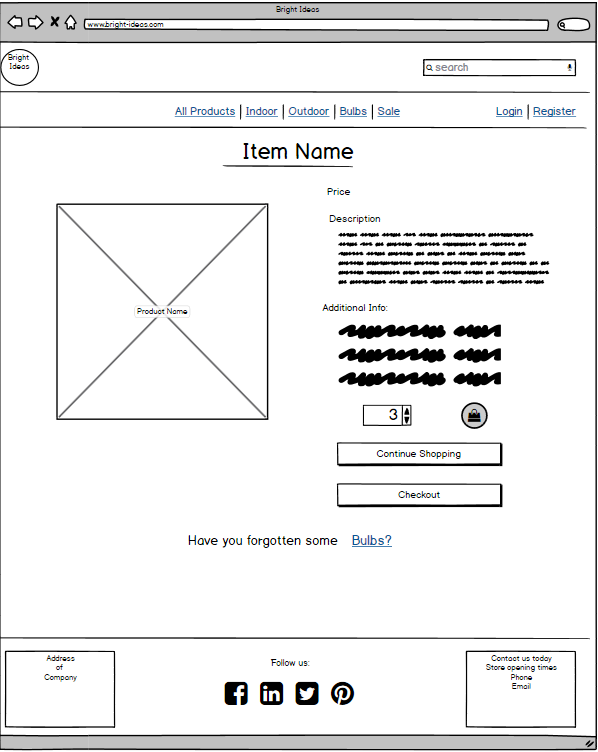 Bright Ideas
www.bright-ideas.com
Bright
Ideas
search
All Products | Indoor | Outdoor | Bulbs | Sale
Login | Register
Item Name
Price
Description
Product Name
Additional Info:
3
Continue Shopping
Checkout
Have you forgotten some Bulbs?
Address
of
Company
Follow us:
Contact us today
Store opening times
Phone
Email